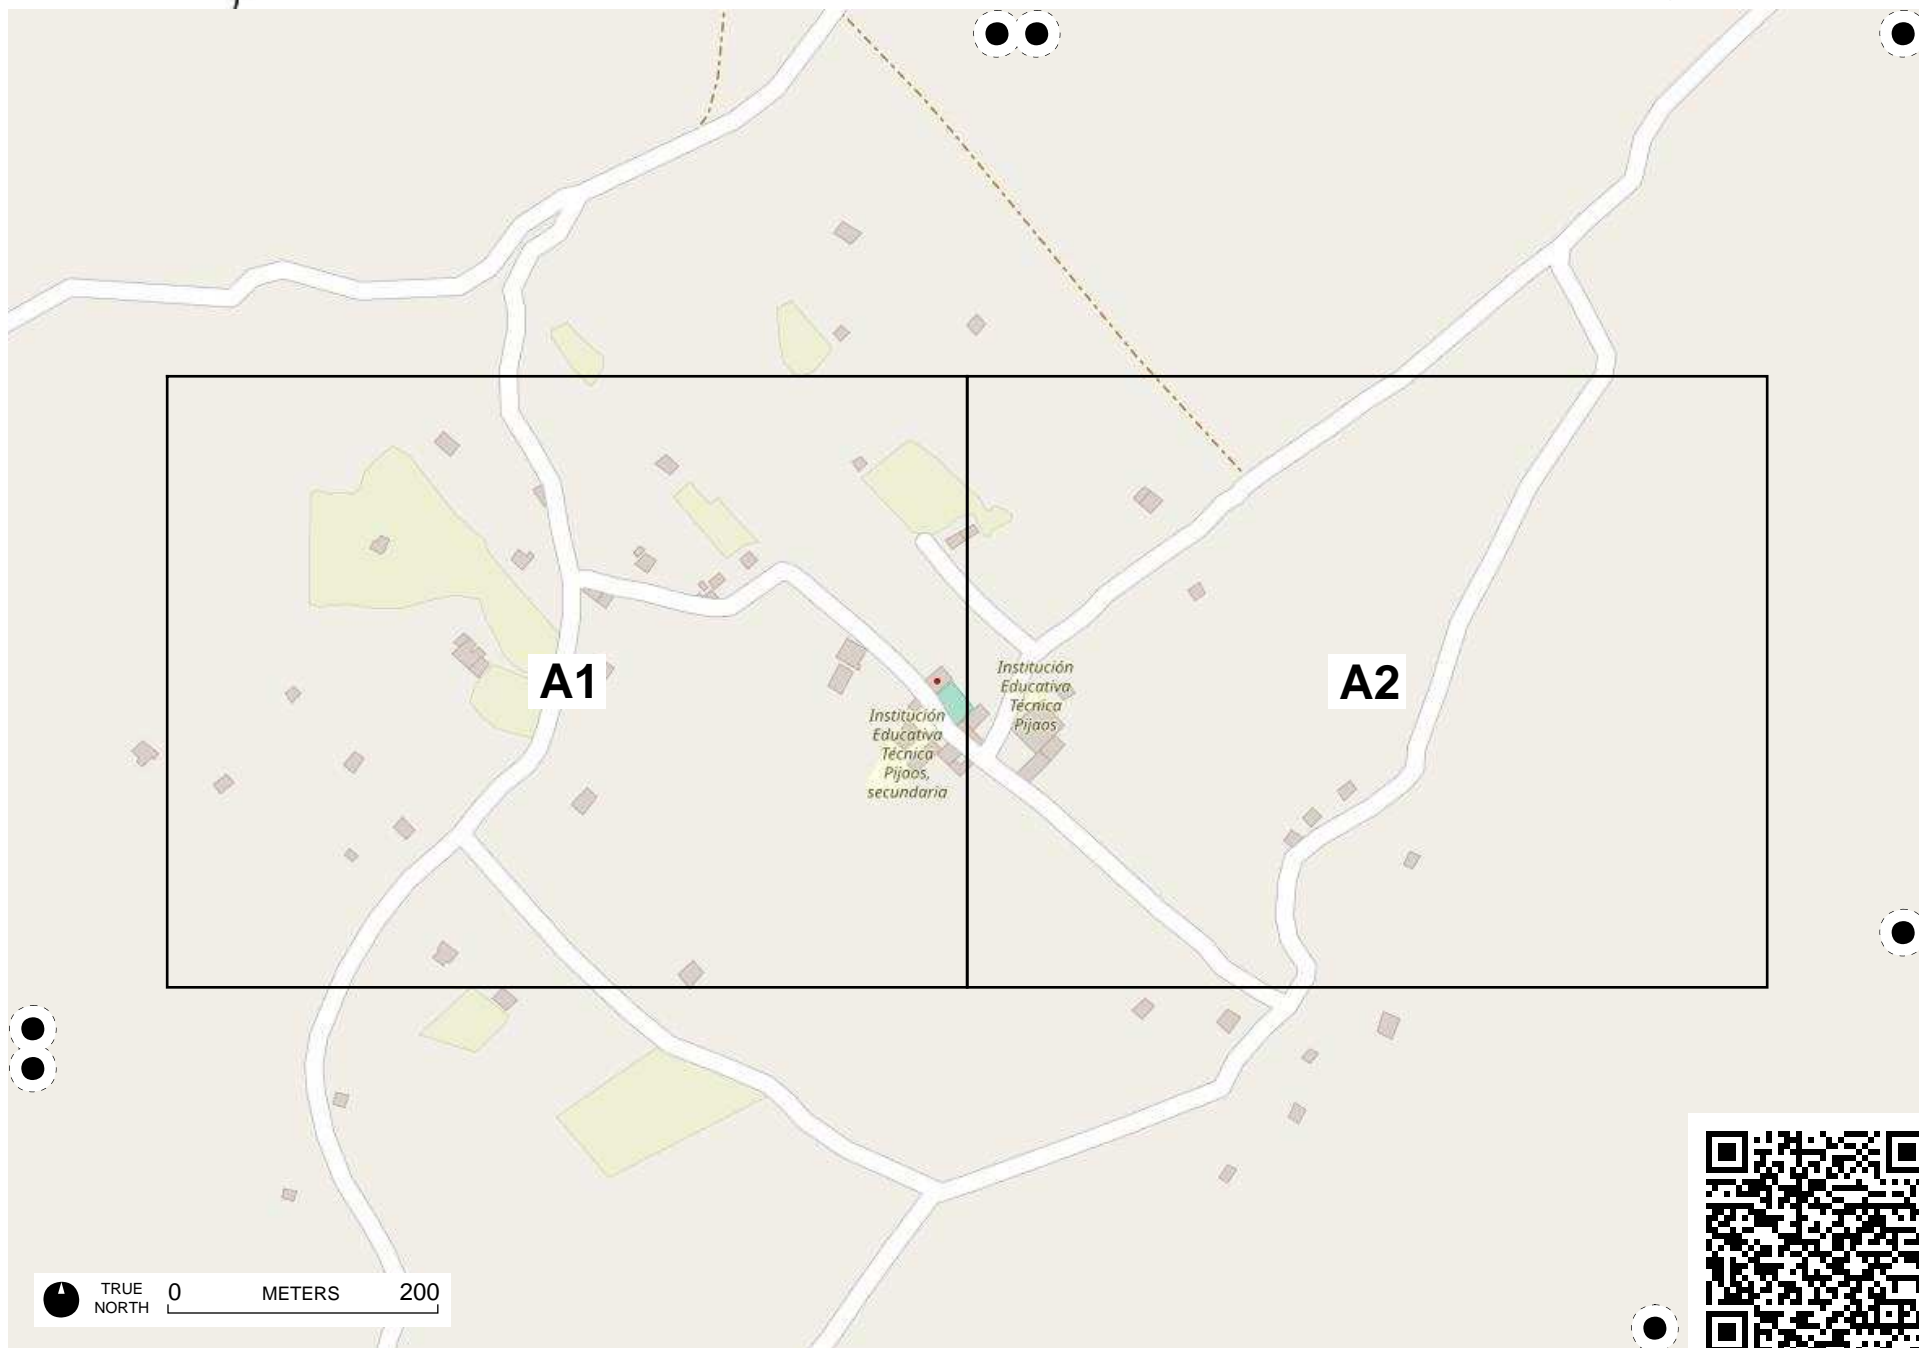 A1
A2
Institución
Educativa
Técnica
Pijaos
Institución
Educativa
Técnica
Pijaos,
secundaria
TRUE
NORTH
0 METERS 200